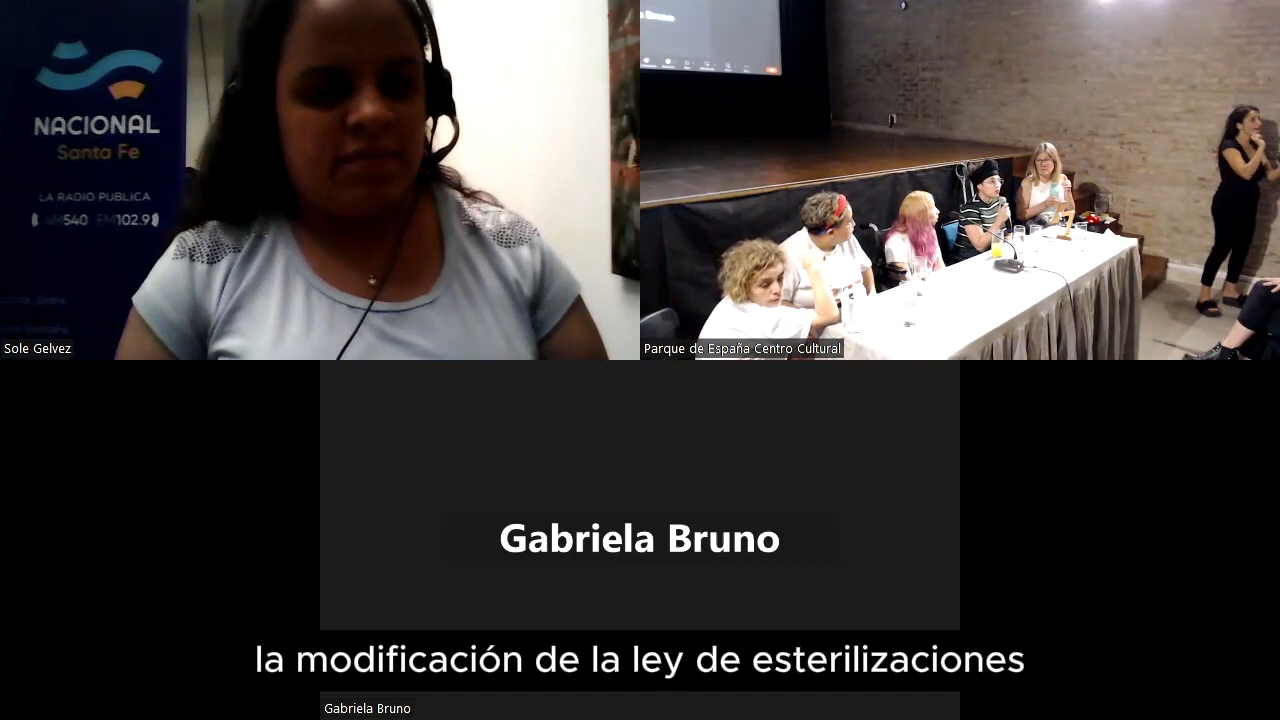 NACIONAL
Santa Fe
LA RADIO PUBLICA
AM540 FM102.9
Sole Gelvez
Parque de España Centro Cultural
Gabriela Bruno
la modificación de la ley de esterilizaciones
Gabriela Bruno